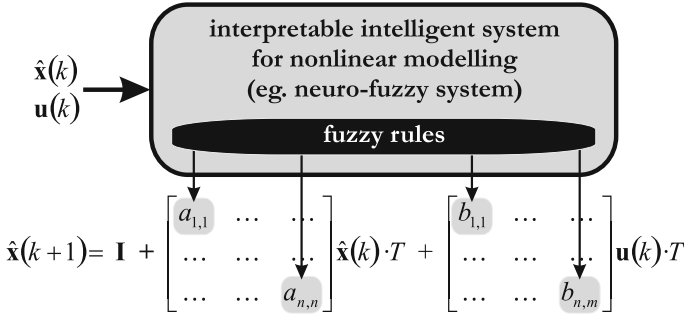 interpretable intelligent system
for nonlinear modelling
(eg. neuro-fuzzy system)
x̂(k)
u(k)
fuzzy rules
x̂(k+1)= I + [a₁,₁ ... ... ... ... ... ... ... aₙ,ₙ] x̂(k)·T + [b₁,₁ ... ... ... ... ... ... ... bₙ,ₘ] u(k)·T